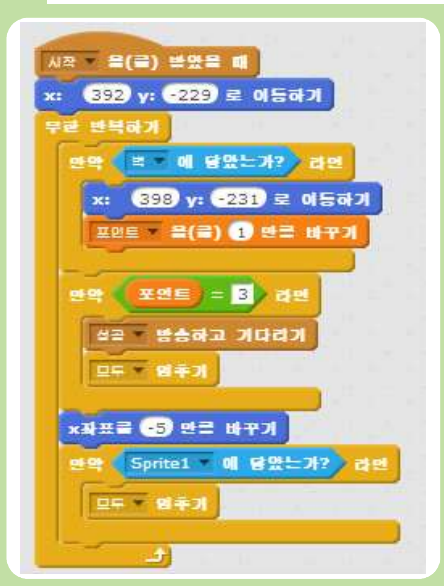 시작 을(를) 받았을 때
x: 392 y: -229 로 이동하기
무한 반복하기
만약 벽 에 닿았는가? 라면
x: 398 y: -231 로 이동하기
포인트 을(를) 1 만큼 바꾸기
만약 포인트 = 3 라면
성공 방송하고 기다리기
모두 멈추기
x좌표를 -5 만큼 바꾸기
만약 Sprite1 에 닿았는가? 라면
모두 멈추기